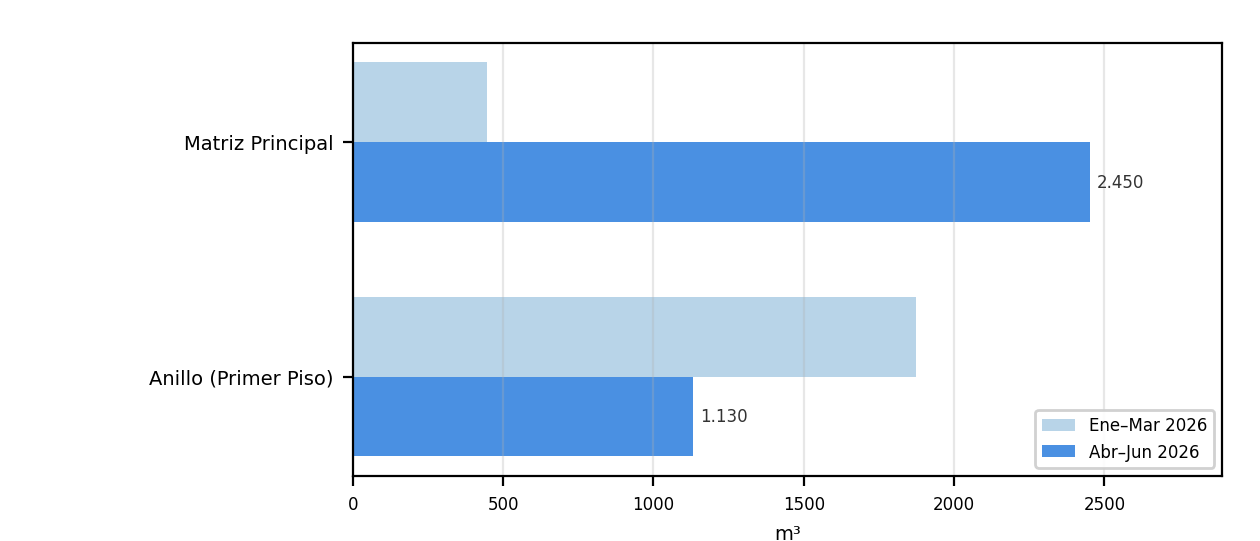 Matriz Principal
2.450
Anillo (Primer Piso)
1.130
Ene–Mar 2026
Abr–Jun 2026
0 500 1000 1500 2000 2500
m³